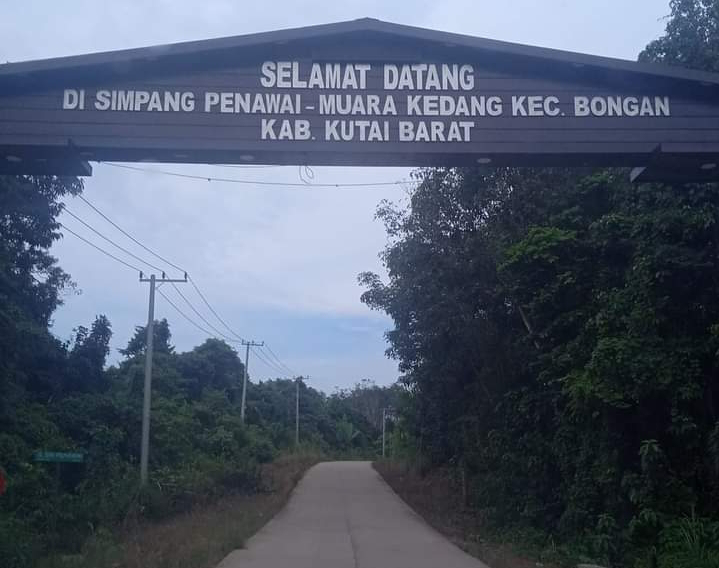 SELAMAT DATANG
DI SIMPANG PENAWAI - MUARA KEDANG KEC. BONGAN
KAB. KUTAI BARAT